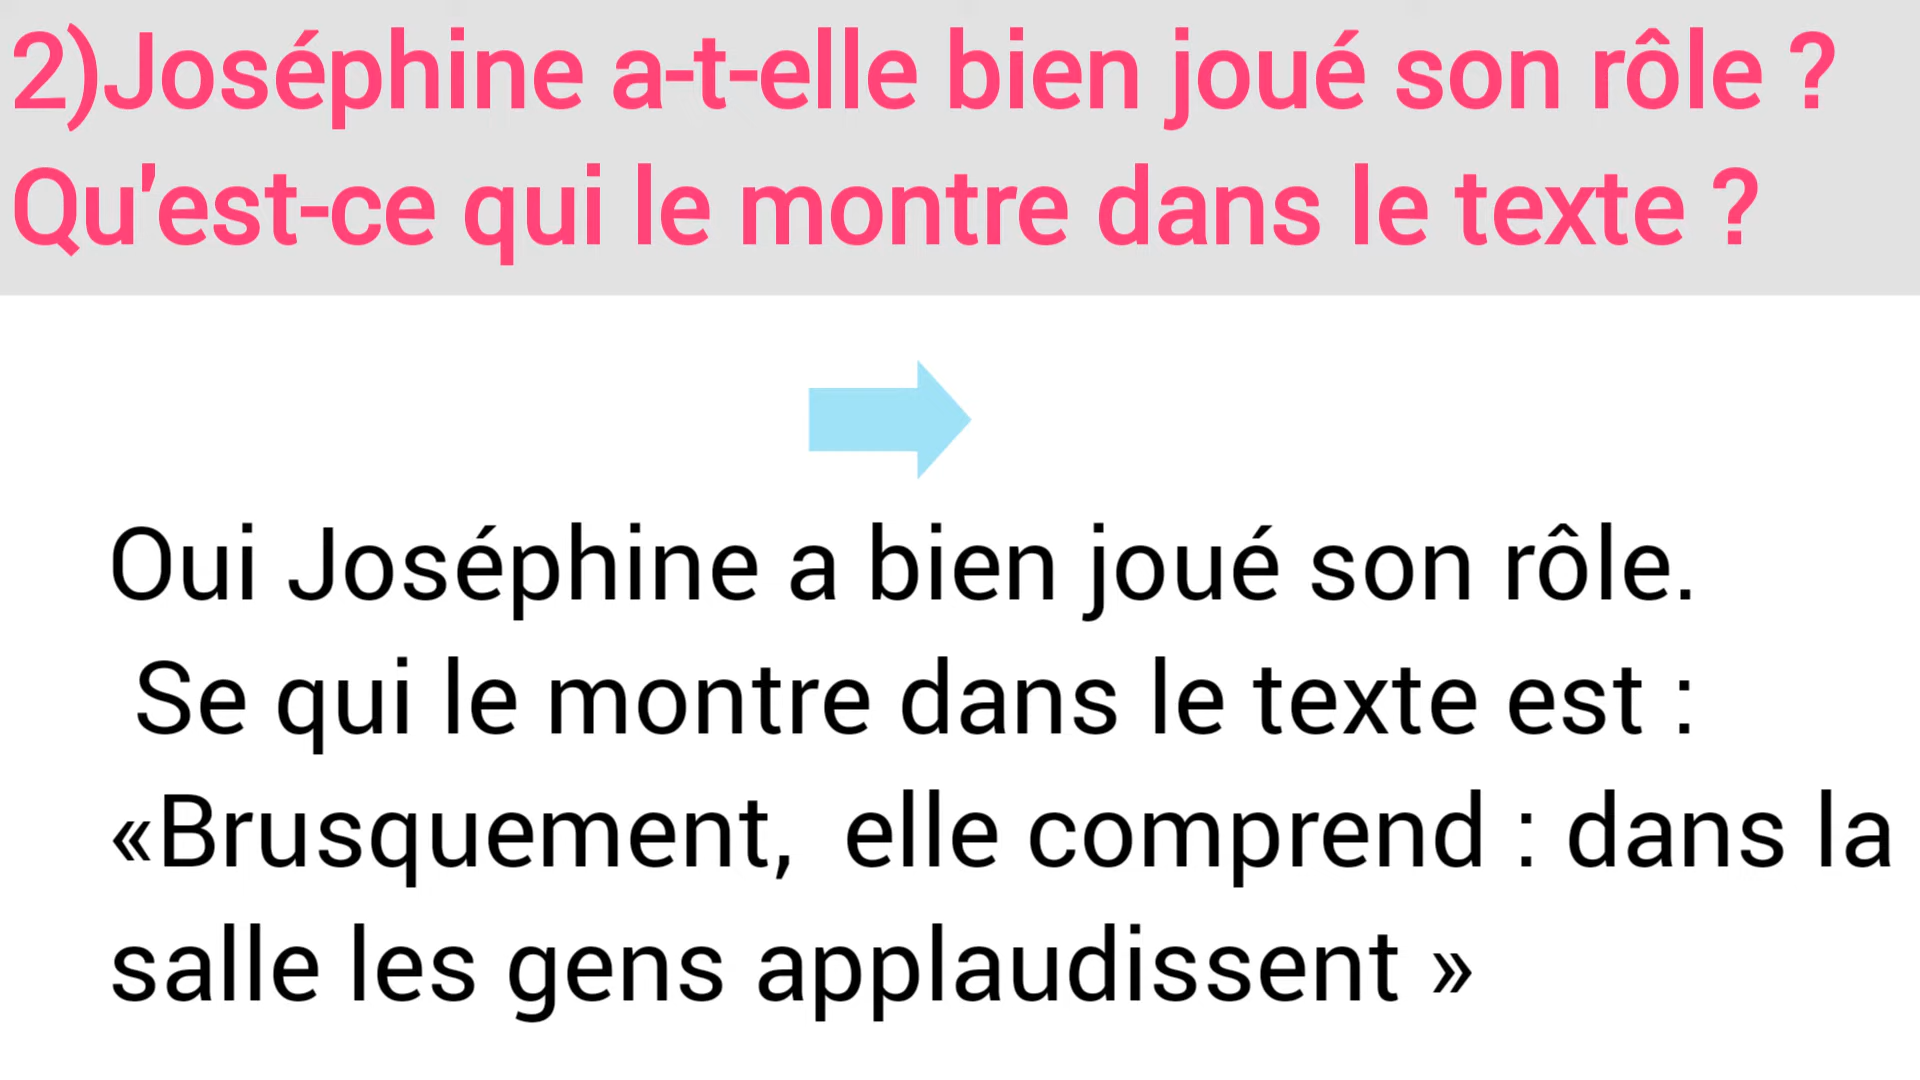 2)Joséphine a-t-elle bien joué son rôle ?
Qu'est-ce qui le montre dans le texte ?
Oui Joséphine a bien joué son rôle.
Se qui le montre dans le texte est :
«Brusquement,  elle comprend : dans la
salle les gens applaudissent »